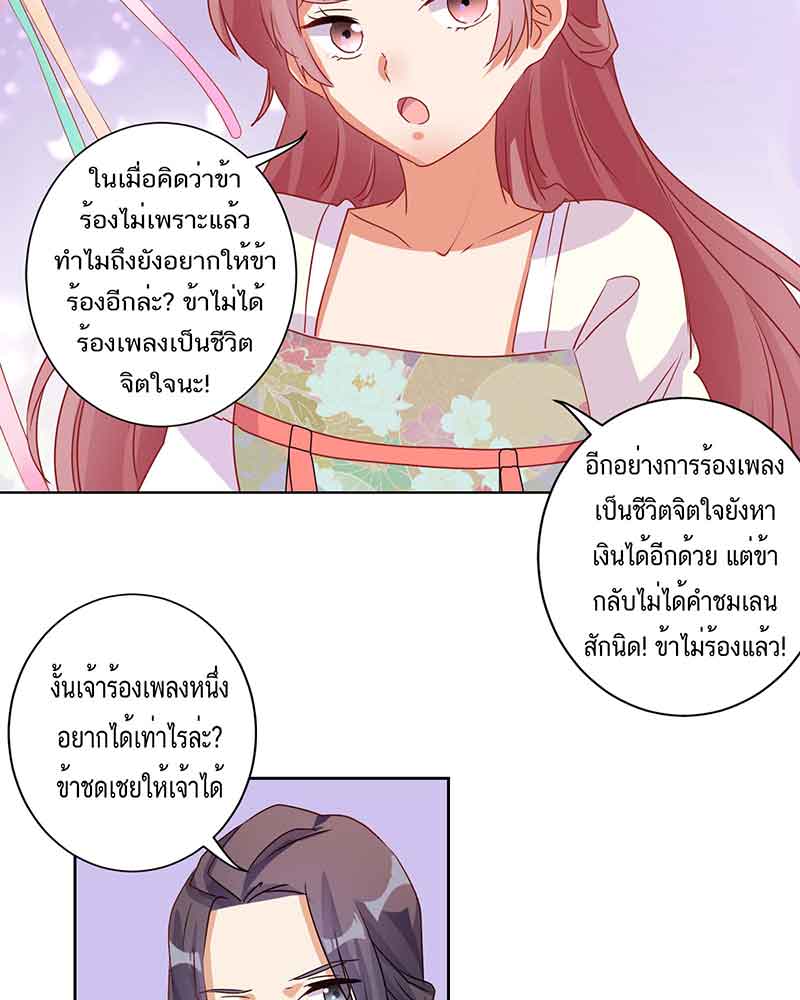 ในเมื่อคิดว่าข้า
ร้องไม่เพราะแล้ว
ทำไมถึงยังอยากให้ข้า
ร้องอีกล่ะ? ข้าไม่ได้
ร้องเพลงเป็นชีวิต
จิตใจนะ!
อีกอย่างการร้องเพลง
เป็นชีวิตจิตใจยังหา
เงินได้อีกด้วย แต่ข้า
กลับไม่ได้คำชมเลน
สักนิด! ข้าไม่ร้องแล้ว!
งั้นเจ้าร้องเพลงหนึ่ง
อยากได้เท่าไรล่ะ?
ข้าชดเชยให้เจ้าได้